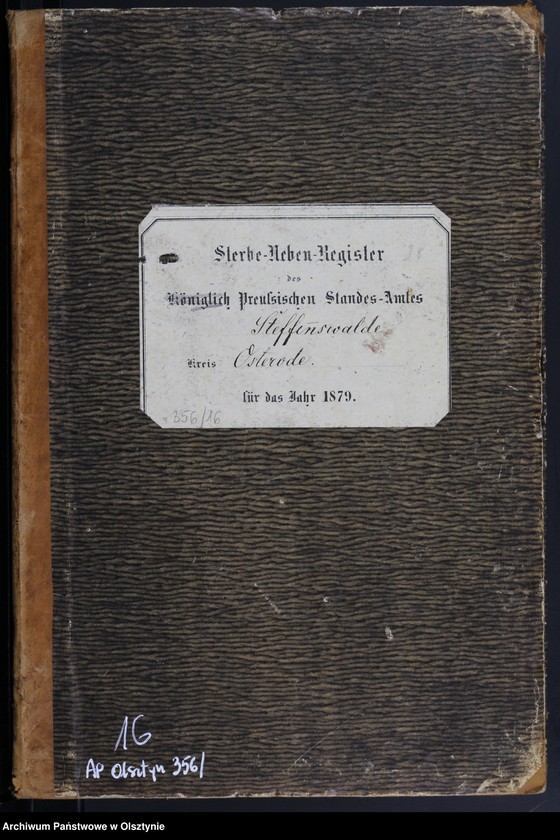 Sterbe-Neben-Register
des
Königlich Preußischen Standes-Amtes
Steffenswalde
Kreis Osterode.
für das Jahr 1879.
356/16
16
AP Olsztyn 356/
Archiwum Państwowe w Olsztynie